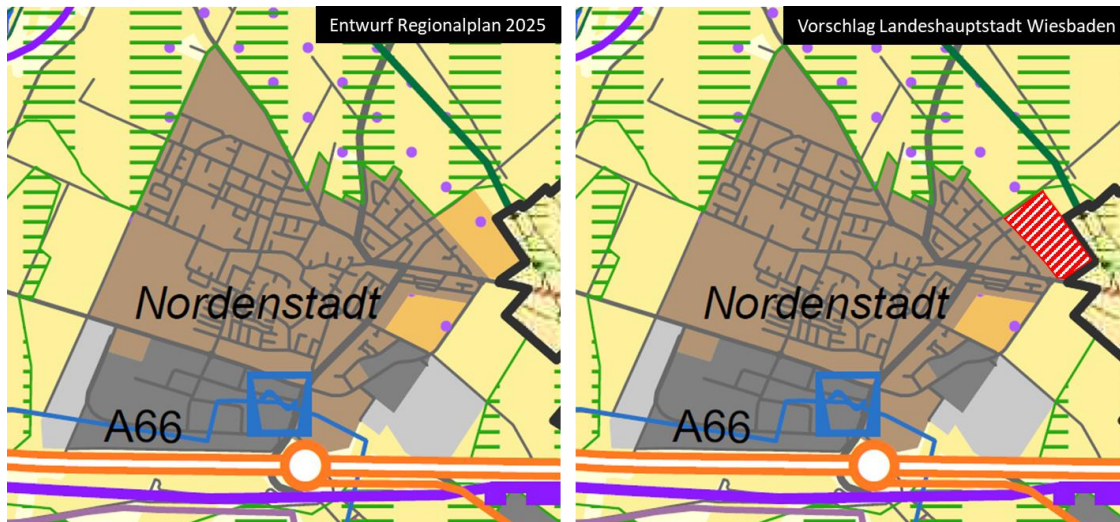 Entwurf Regionalplan 2025
Vorschlag Landeshauptstadt Wiesbaden
Nordenstadt
Nordenstadt
A66
A66